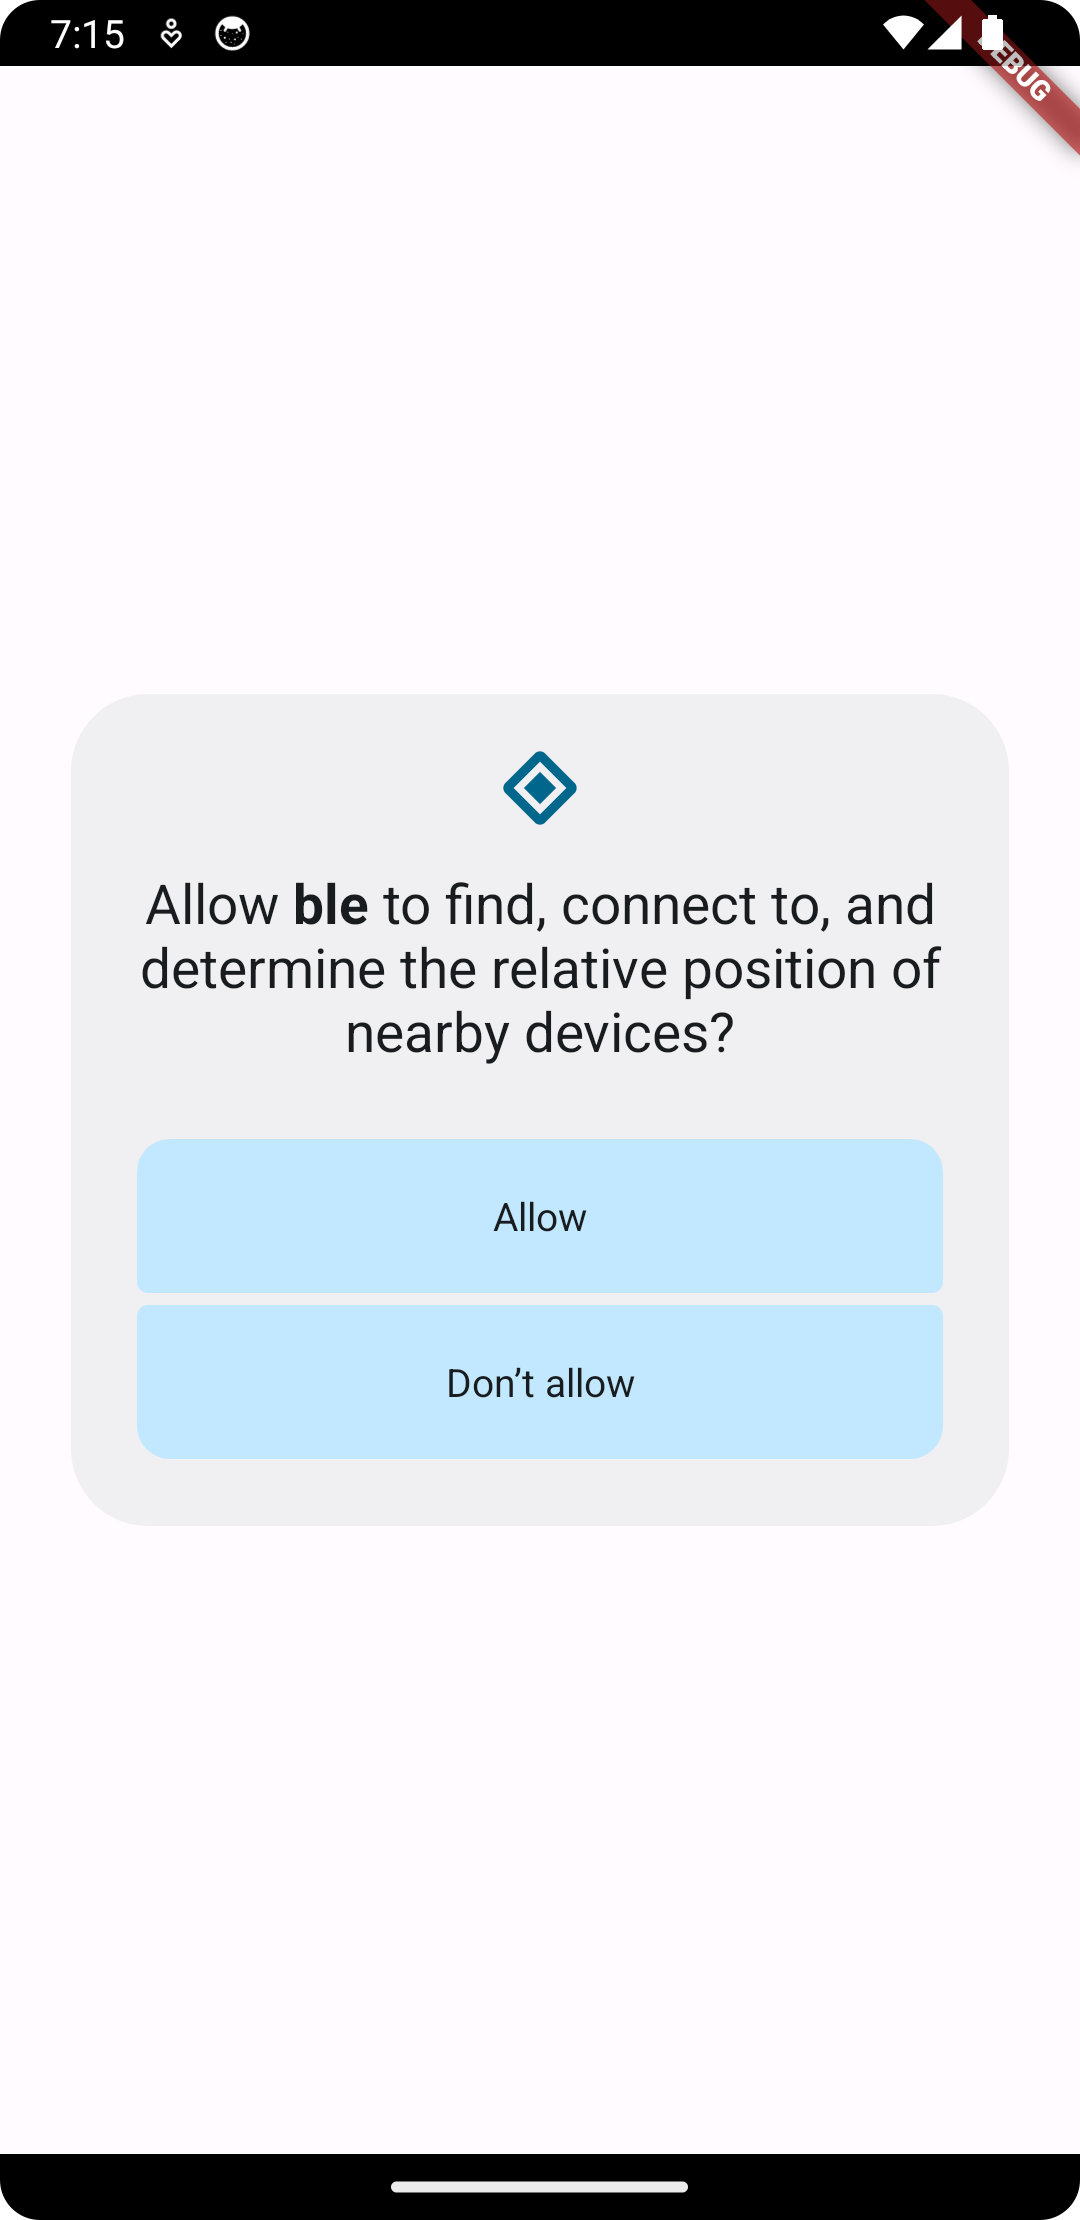 7:15
DEBUG
Allow ble to find, connect to, and
determine the relative position of
nearby devices?
Allow
Don’t allow